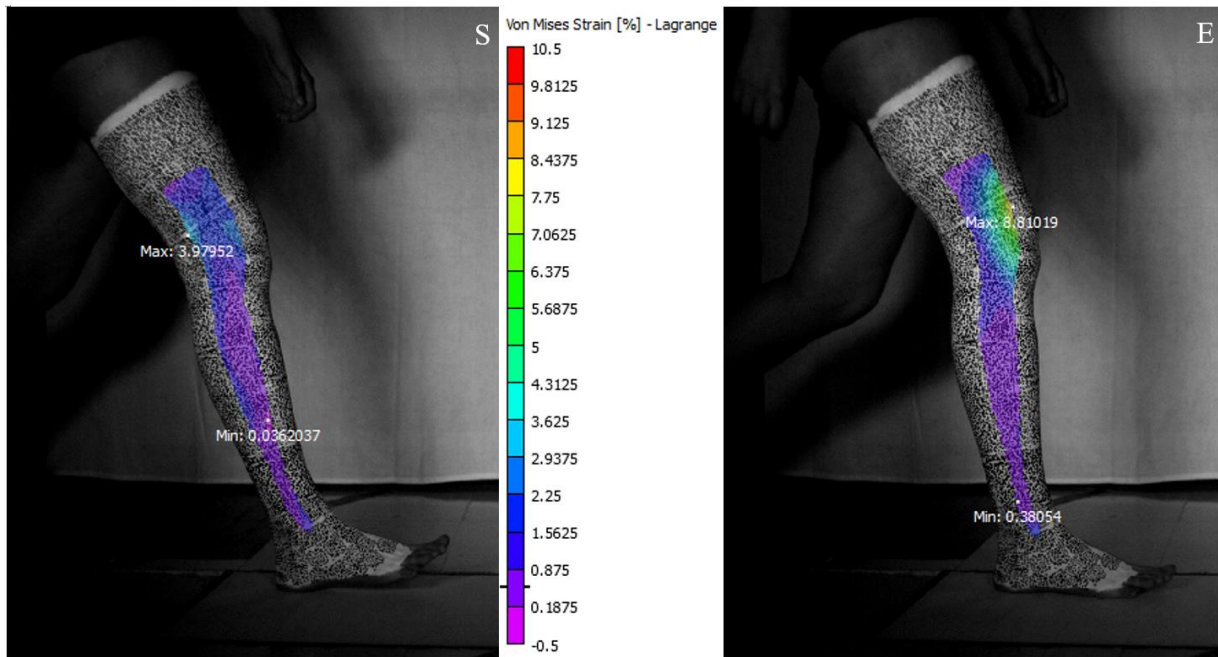 S
Max: 3.97952
Min: 0.0362037
Von Mises Strain [%] - Lagrange
10.5
9.8125
9.125
8.4375
7.75
7.0625
6.375
5.6875
5
4.3125
3.625
2.9375
2.25
1.5625
0.875
0.1875
-0.5
E
Max: 8.81019
Min: 0.38054